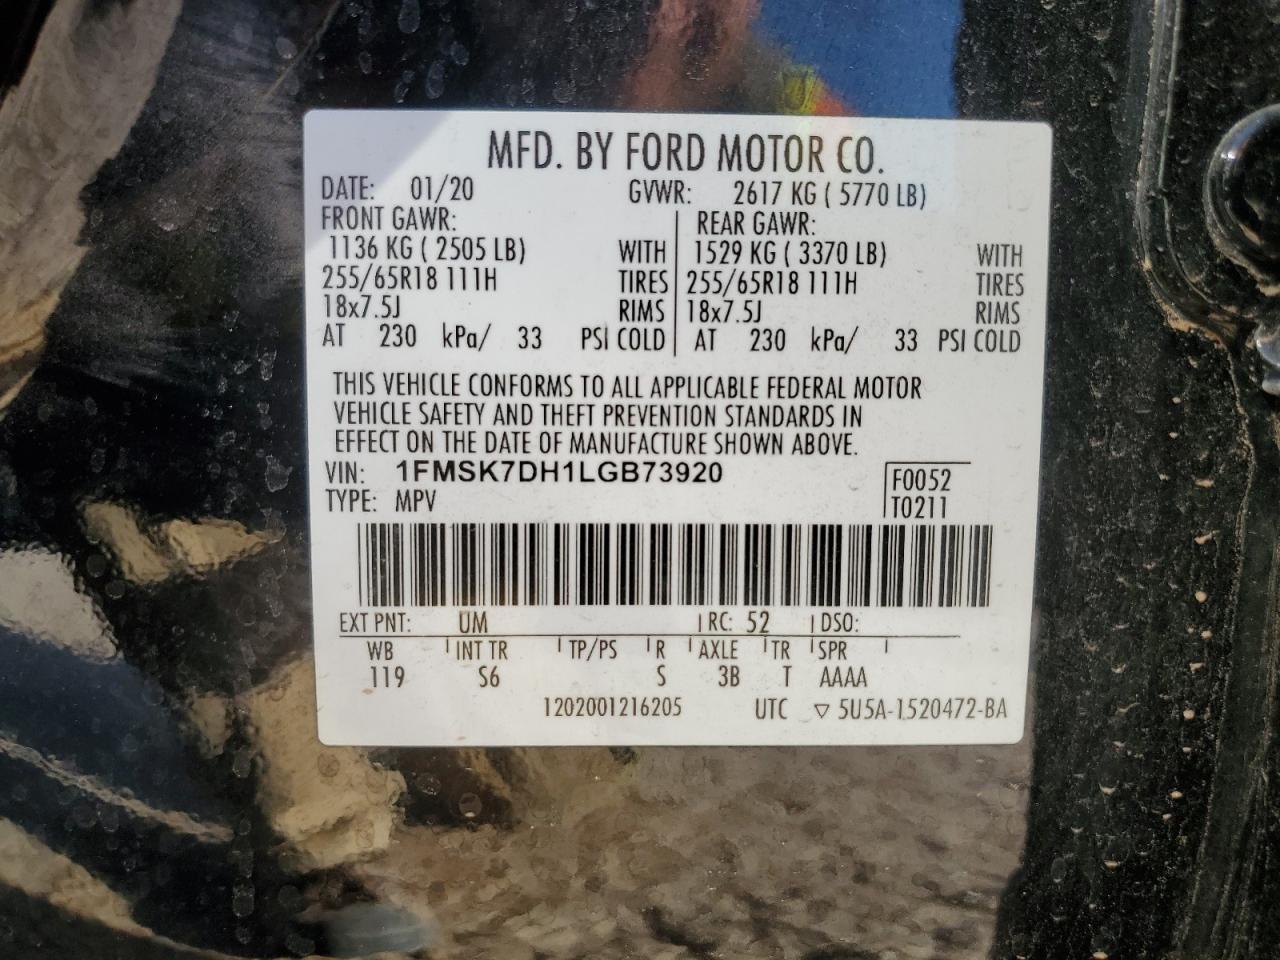 MFD. BY FORD MOTOR CO.
DATE: 01/20 GVWR: 2617 KG ( 5770 LB)
FRONT GAWR: REAR GAWR:
1136 KG ( 2505 LB) WITH 1529 KG ( 3370 LB) WITH
255/65R18 111H TIRES 255/65R18 111H TIRES
18x7.5J RIMS 18x7.5J RIMS
AT 230 kPa/ 33 PSI COLD AT 230 kPa/ 33 PSI COLD
THIS VEHICLE CONFORMS TO ALL APPLICABLE FEDERAL MOTOR
VEHICLE SAFETY AND THEFT PREVENTION STANDARDS IN
EFFECT ON THE DATE OF MANUFACTURE SHOWN ABOVE.
VIN: 1FMSK7DH1LGB73920 F0052
TYPE: MPV T0211
EXT PNT: UM RC: 52 DSO:
WB INT TR TP/PS R AXLE TR SPR
119 S6 S 3B T AAAA
1202001216205 UTC ▽ 5U5A-1520472-BA